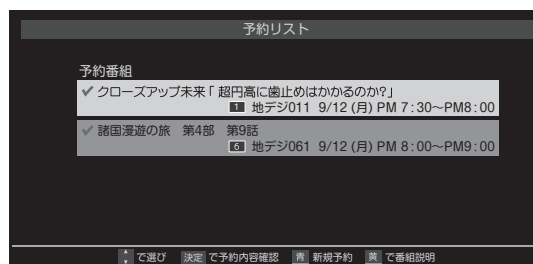 予約リスト
予約番組
✔ クローズアップ未来「 超円高に歯止めはかかるのか?」
1 地デジ011 9/12 (月) PM 7:30～PM8:00
✔ 諸国漫遊の旅 第4部 第9話
6 地デジ061 9/12 (月) PM 8:00～PM9:00
で選び 決定 で予約内容確認 青 新規予約 黄 で番組説明